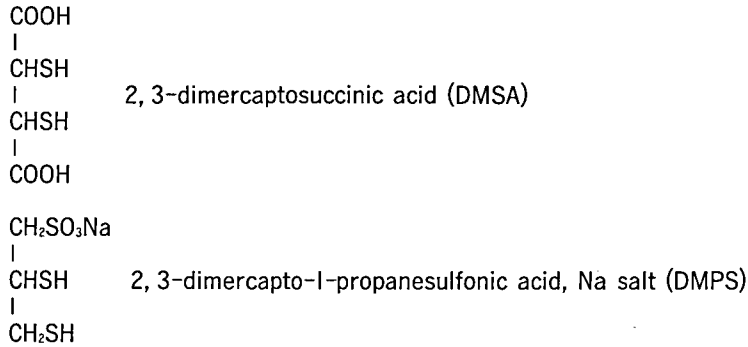 COOH
|
CHSH
| 2, 3-dimercaptosuccinic acid (DMSA)
CHSH
|
COOH
CH₂SO₃Na
|
CHSH 2, 3-dimercapto-l-propanesulfonic acid, Na salt (DMPS)
|
CH₂SH